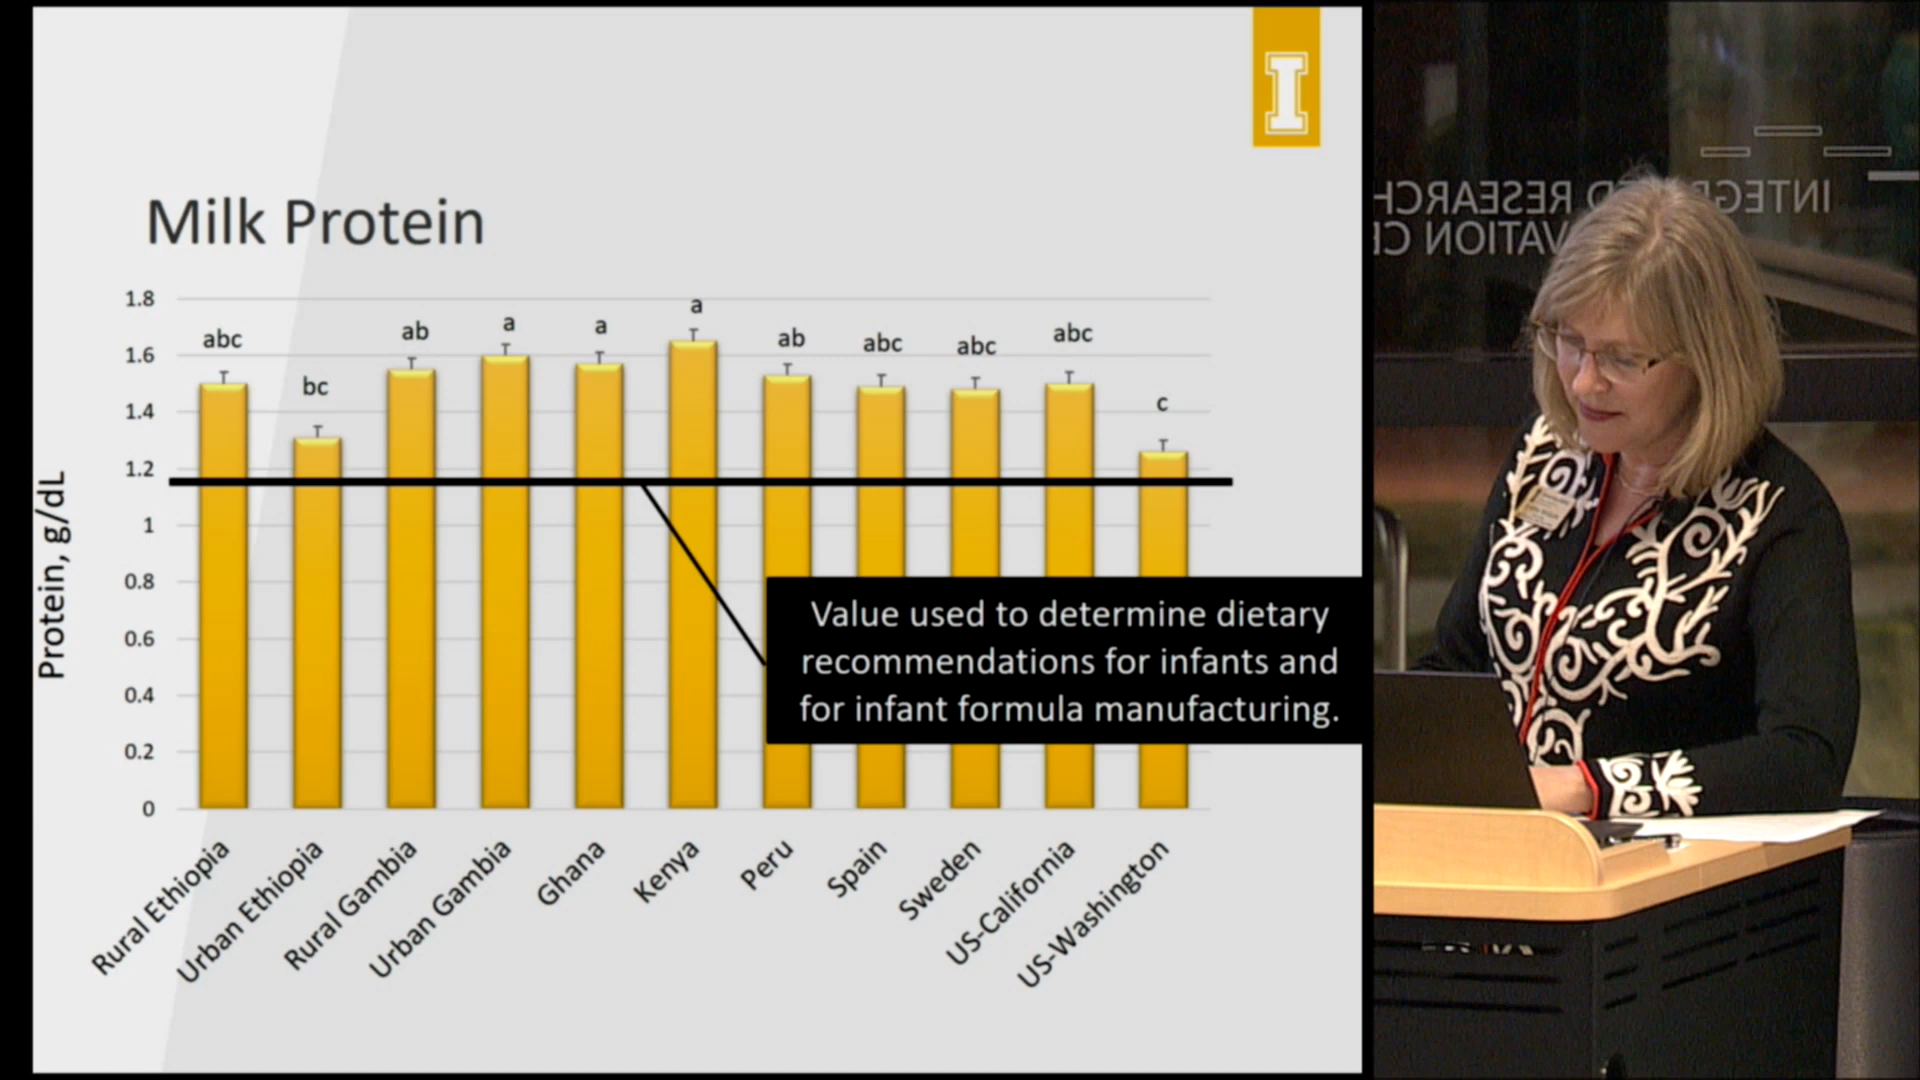 I
Milk Protein
1.8
1.6
1.4
1.2
1
0.8
0.6
0.4
0.2
0
Protein, g/dL
abc
bc
ab
a
a
a
ab
abc
abc
abc
c
Value used to determine dietary
recommendations for infants and
for infant formula manufacturing.
Rural Ethiopia
Urban Ethiopia
Rural Gambia
Urban Gambia
Ghana
Kenya
Peru
Spain
Sweden
US-California
US-Washington